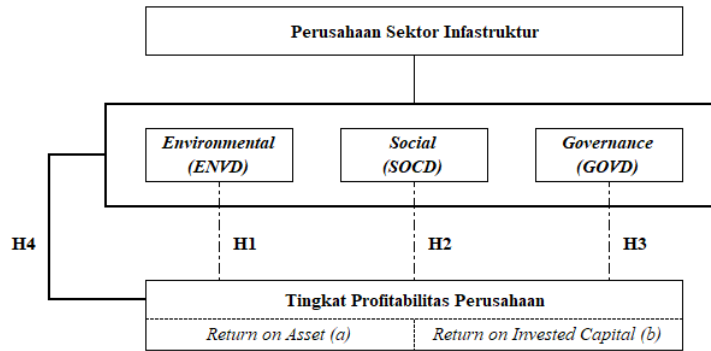 Perusahaan Sektor Infastruktur
Environmental
(ENVD)
Social
(SOCD)
Governance
(GOVD)
H4
H1
H2
H3
Tingkat Profitabilitas Perusahaan
Return on Asset (a)
Return on Invested Capital (b)